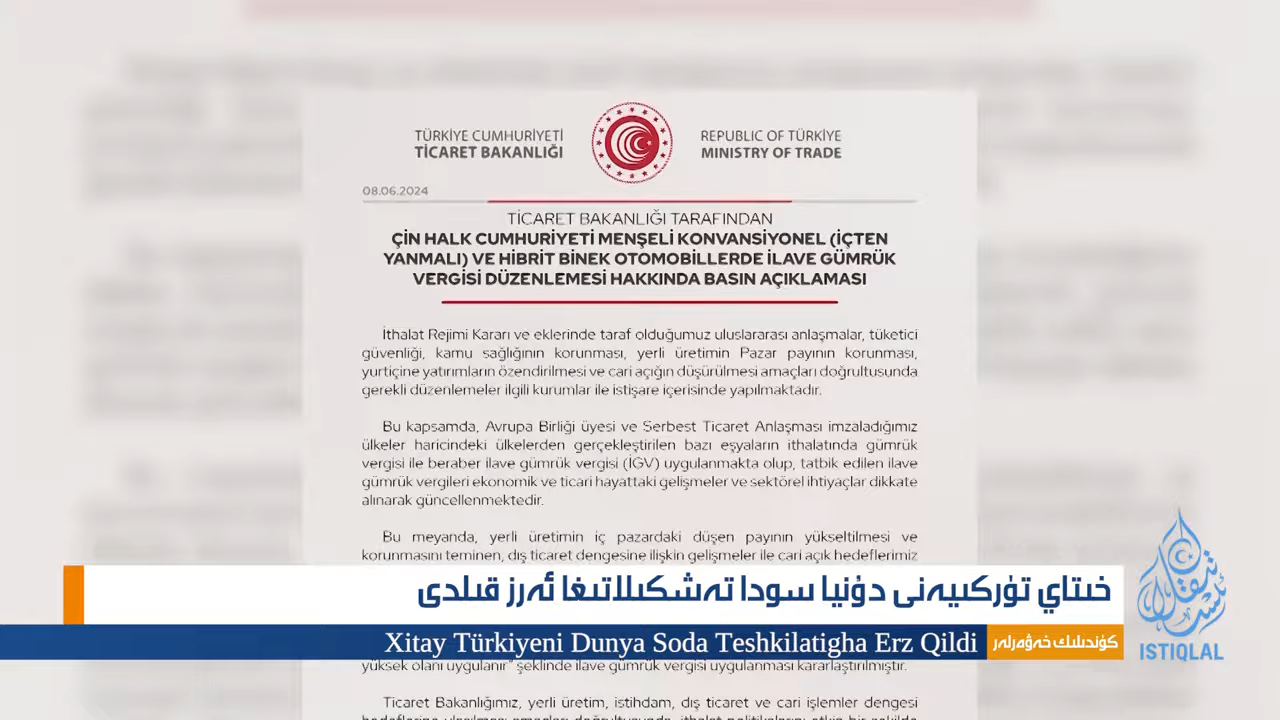 TÜRKİYE CUMHURİYETİ
TİCARET BAKANLIĞI
REPUBLIC OF TÜRKİYE
MINISTRY OF TRADE
08.06.2024
TİCARET BAKANLIĞI TARAFINDAN
ÇİN HALK CUMHURİYETİ MENŞELİ KONVANSİYONEL (İÇTEN
YANMALI) VE HİBRİT BİNEK OTOMOBİLLERDE İLAVE GÜMRÜK
VERGİSİ DÜZENLEMESİ HAKKINDA BASIN AÇIKLAMASI
İthalat Rejimi Kararı ve eklerinde taraf olduğumuz uluslararası anlaşmalar, tüketici
güvenliği, kamu sağlığının korunması, yerli üretimin Pazar payının korunması,
yurtiçine yatırımların özendirilmesi ve cari açığın düşürülmesi amaçları doğrultusunda
gerekli düzenlemeler ilgili kurumlar ile istişare içerisinde yapılmaktadır.
Bu kapsamda, Avrupa Birliği üyesi ve Serbest Ticaret Anlaşması imzaladığımız
ülkeler haricindeki ülkelerden gerçekleştirilen bazı eşyaların ithalatında gümrük
vergisi ile beraber ilave gümrük vergisi (İGV) uygulanmakta olup, tatbik edilen ilave
gümrük vergileri ekonomik ve ticari hayattaki gelişmeler ve sektörel ihtiyaçlar dikkate
alınarak güncellenmektedir.
Bu meyanda, yerli üretimin iç pazardaki düşen payının yükseltilmesi ve
korunmasını teminen, dış ticaret dengesine ilişkin gelişmeler ile cari açık hedeflerimiz
خىتاي تۈركىيەنى دۇنيا سودا تەشكىلاتىغا ئەرز قىلدى
Xitay Türkiyeni Dunya Soda Teshkilatigha Erz Qildi
كۈندىلىك خەۋەرلەر
ئىستىقلال
ISTIQLAL
yüksek olanı uygulanır" şeklinde ilave gümrük vergisi uygulanması kararlaştırılmıştır.
Ticaret Bakanlığımız, yerli üretim, istihdam, dış ticaret ve cari işlemler dengesi